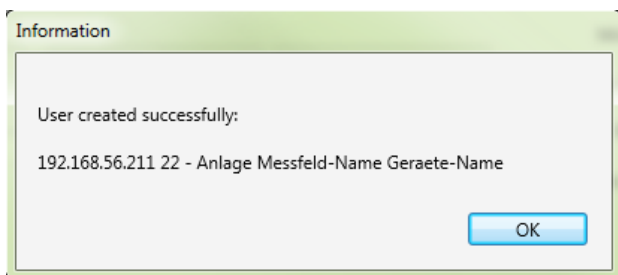 Information
User created successfully:
192.168.56.211 22 - Anlage Messfeld-Name Geraete-Name
OK